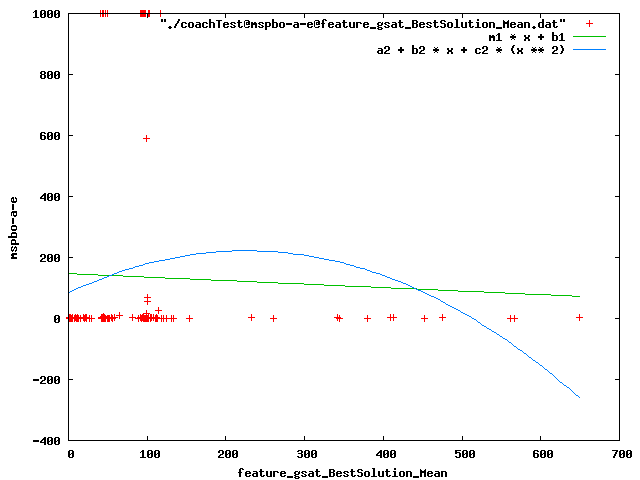 1000
"./coachTest@mspbo-a-e@feature_gsat_BestSolution_Mean.dat"
m1 * x + b1
a2 + b2 * x + c2 * (x ** 2)
800
600
400
200
0
-200
-400
mspbo-a-e
0 100 200 300 400 500 600 700
feature_gsat_BestSolution_Mean